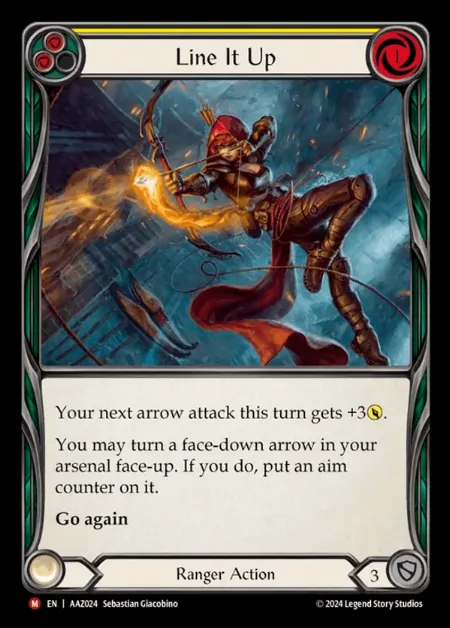 Line It Up
1
Your next arrow attack this turn gets +3.
You may turn a face-down arrow in your
arsenal face-up. If you do, put an aim
counter on it.
Go again
Ranger Action
3
M EN | AAZ024 Sebastian Giacobino
© 2024 Legend Story Studios